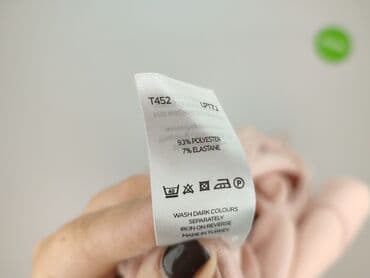 T452
93% POLYESTER
7% ELASTANE
WASH DARK COLOURS
SEPARATELY
IRON ON REVERSE
MADE IN TURKEY